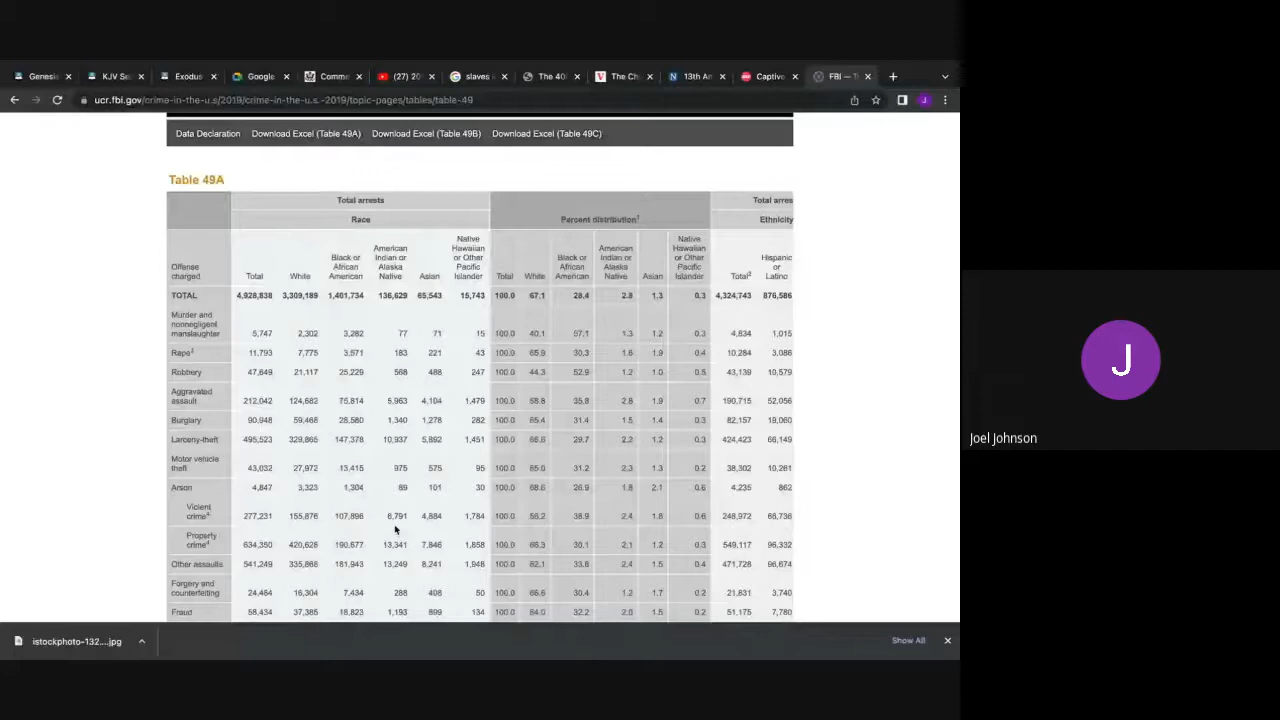 Genesis KJV Se Exodus Google Comme (27) 20 slaves The 40 The Ch 13th An Captivo FBI —
ucr.fbi.gov/crime-in-the-u.s/2019/crime-in-the-u.s.-2019/topic-pages/tables/table-49
Data Declaration Download Excel (Table 49A) Download Excel (Table 49B) Download Excel (Table 49C)
Table 49A
Total arrests Total arres
Race Percent distribution1 Ethnicity
Offense charged Total White Black or African American American Indian or Alaska Native Asian Native Hawaiian or Other Pacific Islander Total White Black or African American American Indian or Alaska Native Asian Native Hawaiian or Other Pacific Islander Total2 Hispanic or Latino
TOTAL 4,928,838 3,309,189 1,401,734 136,629 65,543 15,743 100.0 67.1 28.4 2.8 1.3 0.3 4,324,743 876,586
Murder and nonnegligent manslaughter 5,747 2,302 3,282 77 71 15 100.0 40.1 57.1 1.3 1.2 0.3 4,834 1,015
Rape2 11,793 7,775 3,571 183 221 43 100.0 65.9 30.3 1.6 1.9 0.4 10,284 3,086
Robbery 47,649 21,117 25,229 568 488 247 100.0 44.3 52.9 1.2 1.0 0.5 43,139 10,579
Aggravated assault 212,042 124,682 75,814 5,963 4,104 1,479 100.0 58.8 35.8 2.8 1.9 0.7 190,715 52,056
Burglary 90,948 59,468 28,580 1,340 1,278 282 100.0 65.4 31.4 1.5 1.4 0.3 82,157 19,060
Larceny-theft 495,523 329,865 147,378 10,937 5,892 1,451 100.0 66.6 29.7 2.2 1.2 0.3 424,423 66,149
Motor vehicle theft 43,032 27,972 13,415 975 575 95 100.0 65.0 31.2 2.3 1.3 0.2 38,302 10,261
Arson 4,847 3,323 1,304 89 101 30 100.0 68.6 26.9 1.8 2.1 0.6 4,235 862
Violent crime4 277,231 155,876 107,896 6,791 4,884 1,784 100.0 56.2 38.9 2.4 1.8 0.6 248,972 66,736
Property crime4 634,350 420,628 190,677 13,341 7,846 1,858 100.0 66.3 30.1 2.1 1.2 0.3 549,117 96,332
Other assaults 541,249 335,868 181,943 13,249 8,241 1,948 100.0 62.1 33.6 2.4 1.5 0.4 471,728 96,674
Forgery and counterfeiting 24,464 16,304 7,434 288 408 50 100.0 66.6 30.4 1.2 1.7 0.2 21,831 3,740
Fraud 58,434 37,385 18,823 1,193 899 134 100.0 64.0 32.2 2.0 1.5 0.2 51,175 7,780
istockphoto-132....jpg Show All
J
Joel Johnson